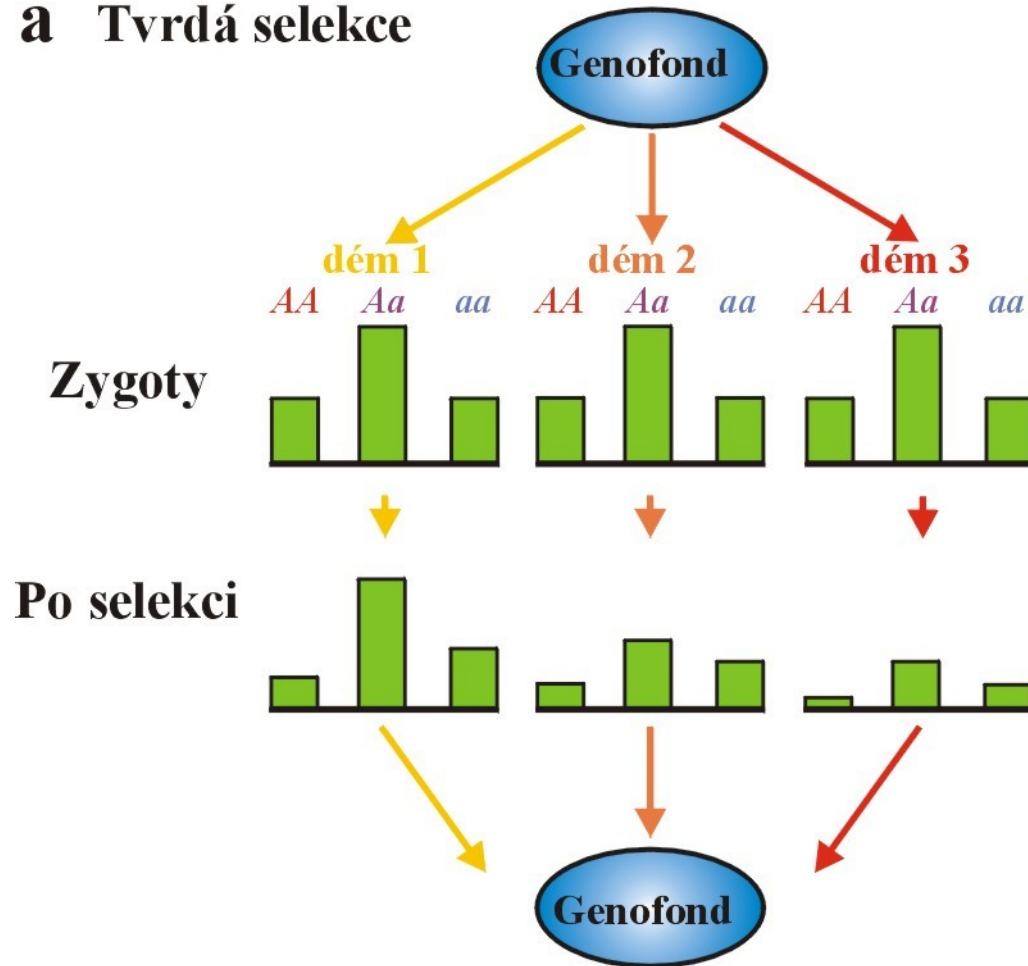 a Tvrdá selekce
Genofond
dém 1 dém 2 dém 3
AA Aa aa AA Aa aa AA Aa aa
Zygoty
Po selekci
Genofond